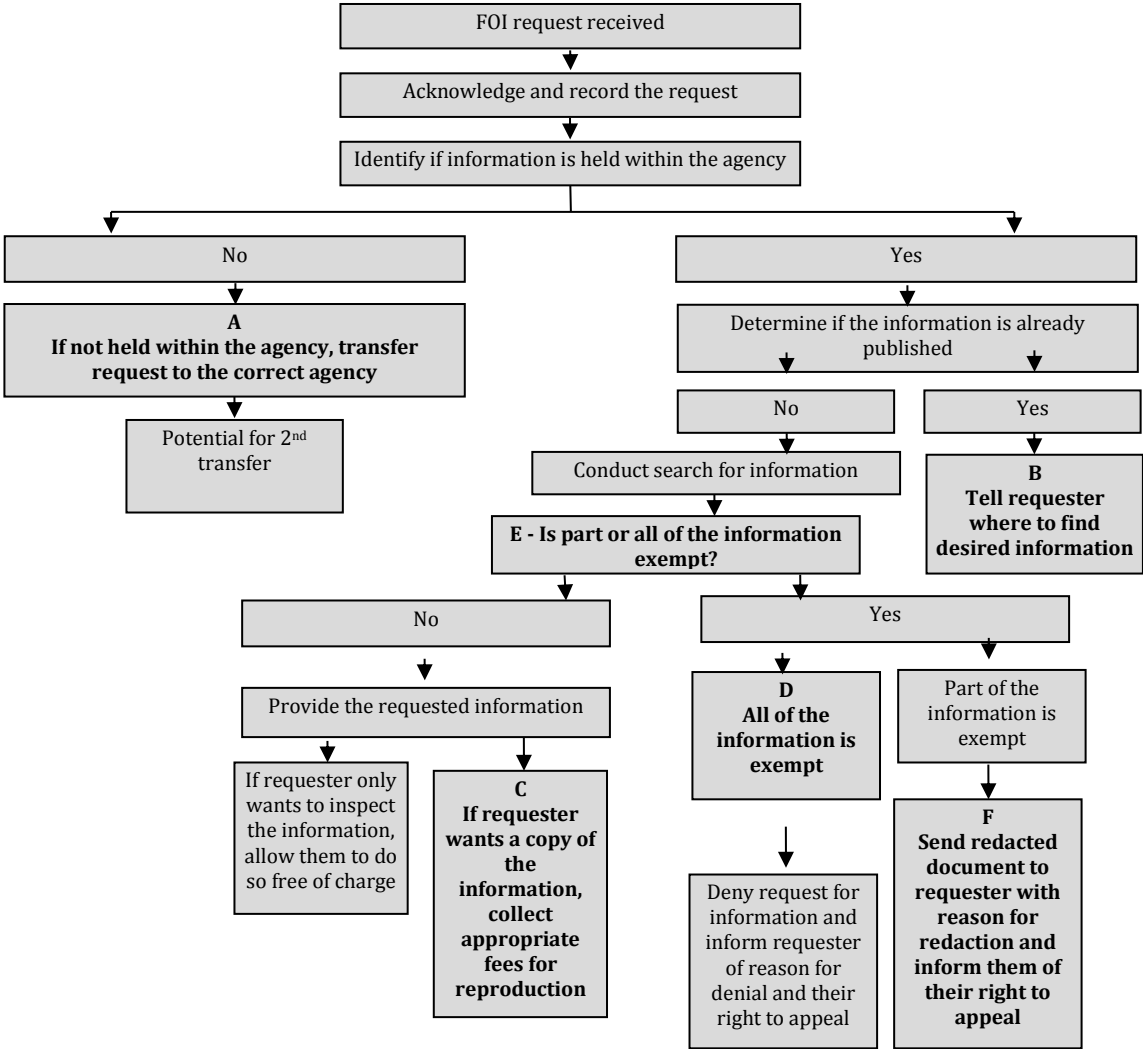 FOI request received
Acknowledge and record the request
Identify if information is held within the agency
No
Yes
A
If not held within the agency, transfer
request to the correct agency
Determine if the information is already
published
Potential for 2nd
transfer
No
Yes
Conduct search for information
B
Tell requester
where to find
desired information
E - Is part or all of the information
exempt?
No
Yes
Provide the requested information
D
All of the
information is
exempt
Part of the
information is
exempt
If requester only
wants to inspect
the information,
allow them to do
so free of charge
C
If requester
wants a copy of
the
information,
collect
appropriate
fees for
reproduction
Deny request for
information and
inform requester
of reason for
denial and their
right to appeal
F
Send redacted
document to
requester with
reason for
redaction and
inform them of
their right to
appeal